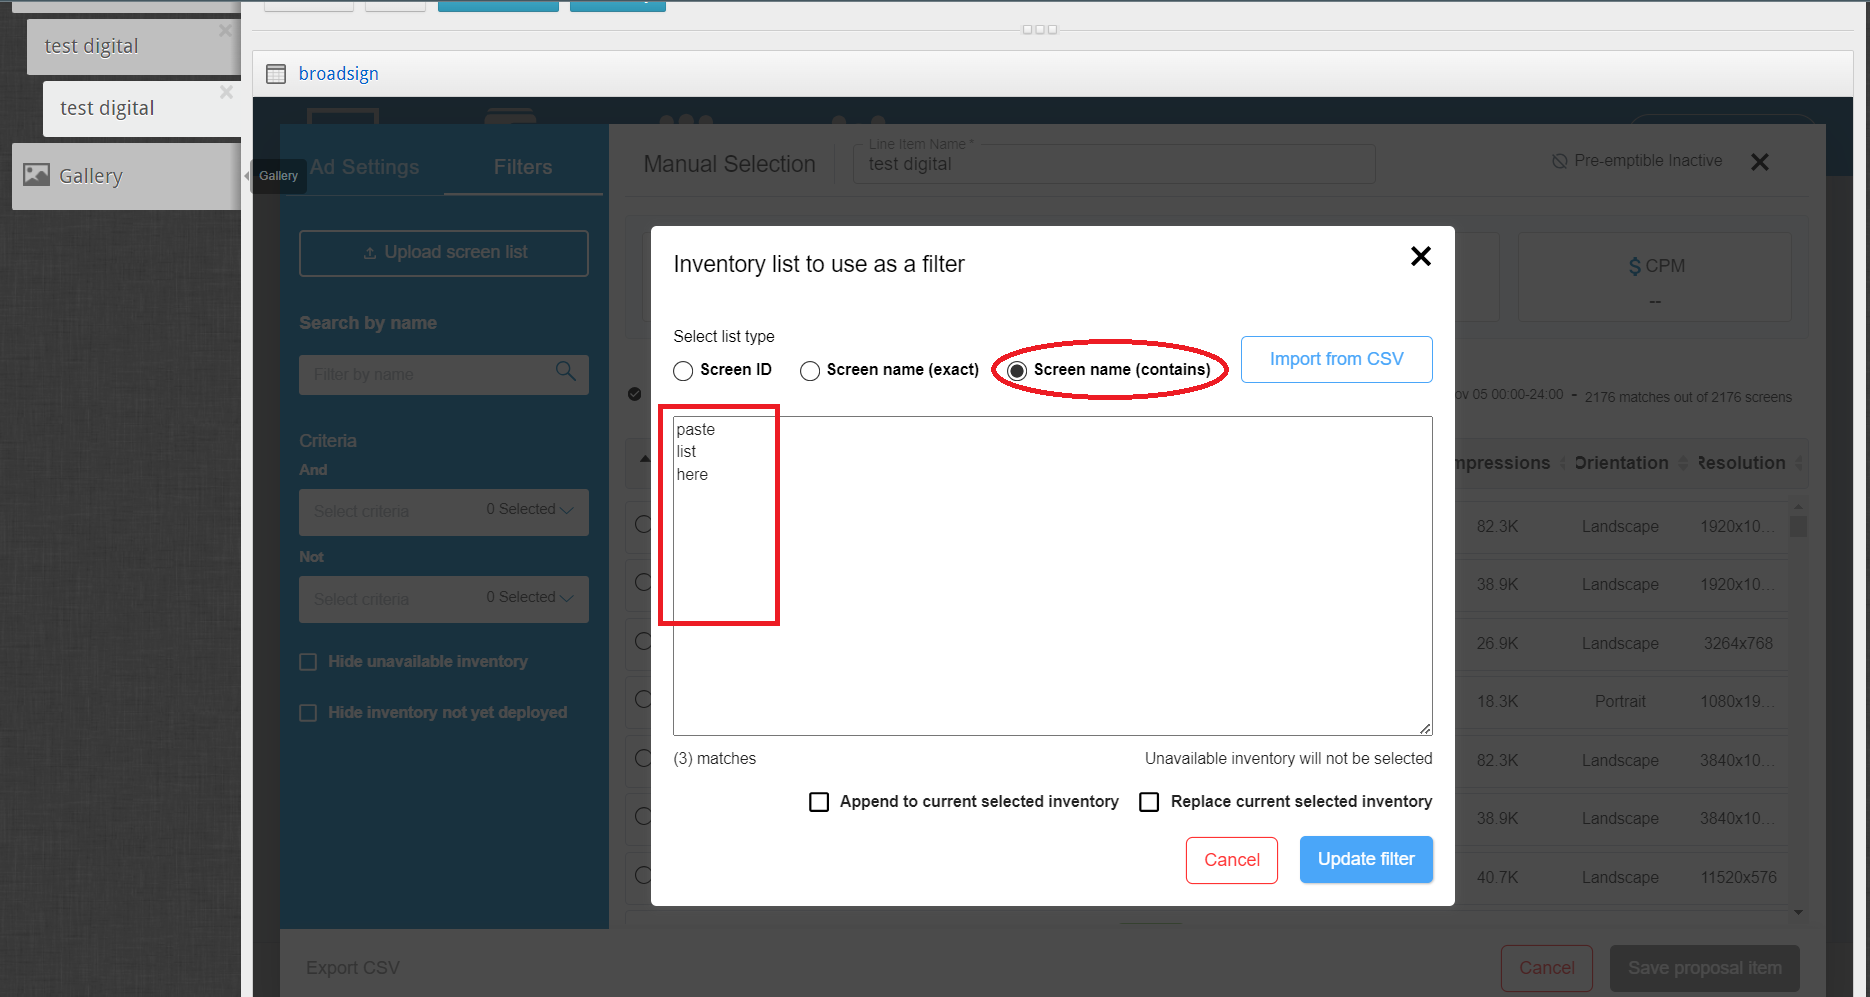 test digital
test digital
Gallery
Gallery
broadsign
Ad Settings
Filters
Upload screen list
Search by name
Filter by name
Criteria
And
Select criteria
0 Selected
Not
Select criteria
0 Selected
Hide unavailable inventory
Hide inventory not yet deployed
Manual Selection
Line Item Name *
test digital
Pre-emptible Inactive
$ CPM
--
Inventory list to use as a filter
Select list type
Screen ID
Screen name (exact)
Screen name (contains)
Import from CSV
paste
list
here
(3) matches
Unavailable inventory will not be selected
Append to current selected inventory
Replace current selected inventory
Cancel
Update filter
ov 05 00:00-24:00 - 2176 matches out of 2176 screens
mpressions Orientation Resolution
82.3K Landscape 1920x10...
38.9K Landscape 1920x10...
26.9K Landscape 3264x768
18.3K Portrait 1080x19...
82.3K Landscape 3840x10...
38.9K Landscape 3840x10...
40.7K Landscape 11520x576
Export CSV
Cancel
Save proposal item